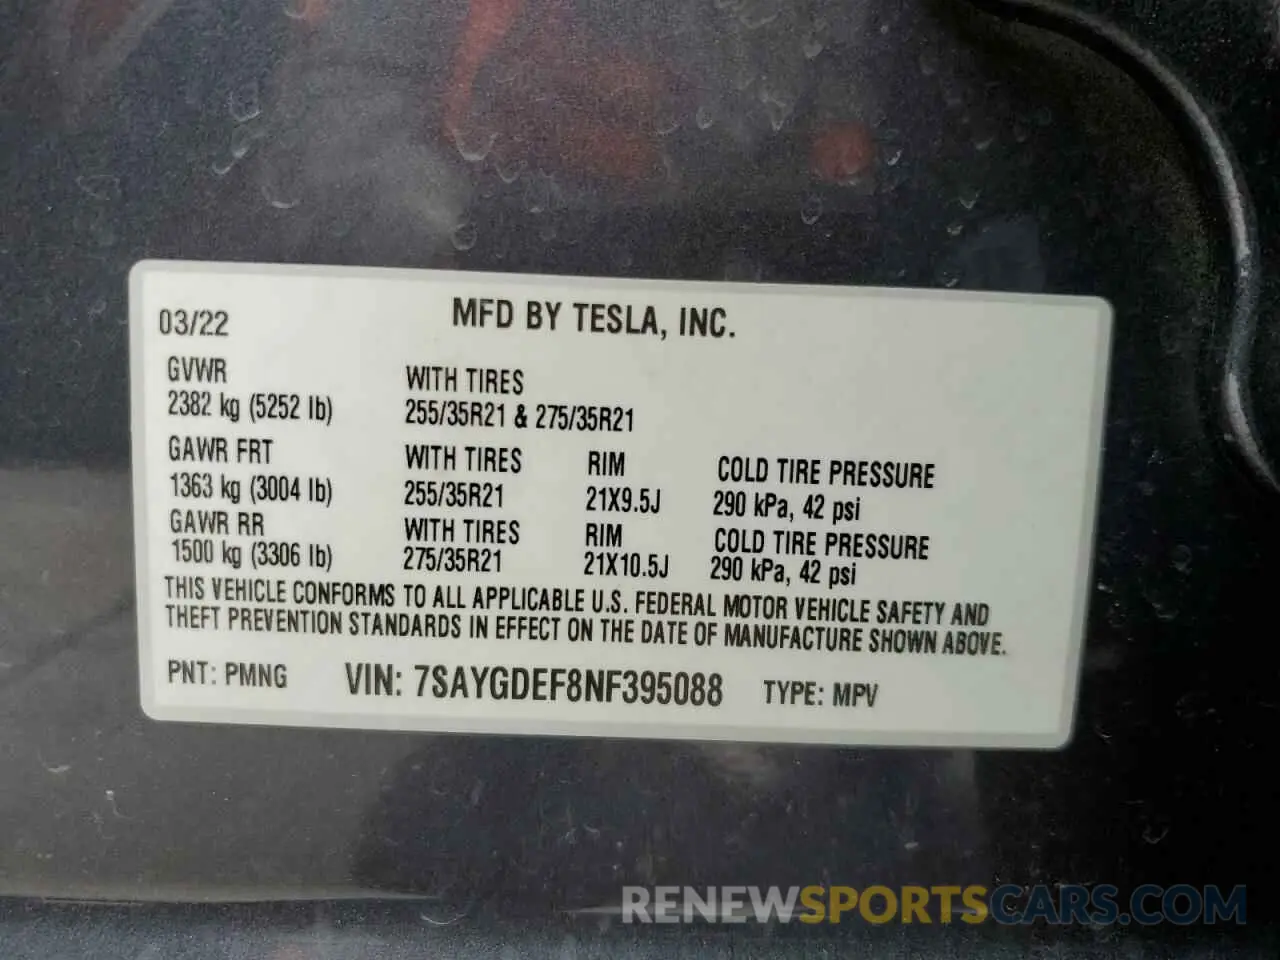 03/22 MFD BY TESLA, INC.
GVWR WITH TIRES
2382 kg (5252 lb) 255/35R21 & 275/35R21
GAWR FRT WITH TIRES RIM COLD TIRE PRESSURE
1363 kg (3004 lb) 255/35R21 21X9.5J 290 kPa, 42 psi
GAWR RR WITH TIRES RIM COLD TIRE PRESSURE
1500 kg (3306 lb) 275/35R21 21X10.5J 290 kPa, 42 psi
THIS VEHICLE CONFORMS TO ALL APPLICABLE U.S. FEDERAL MOTOR VEHICLE SAFETY AND
THEFT PREVENTION STANDARDS IN EFFECT ON THE DATE OF MANUFACTURE SHOWN ABOVE.
PNT: PMNG VIN: 7SAYGDEF8NF395088 TYPE: MPV
RENEWSPORTSCARS.COM